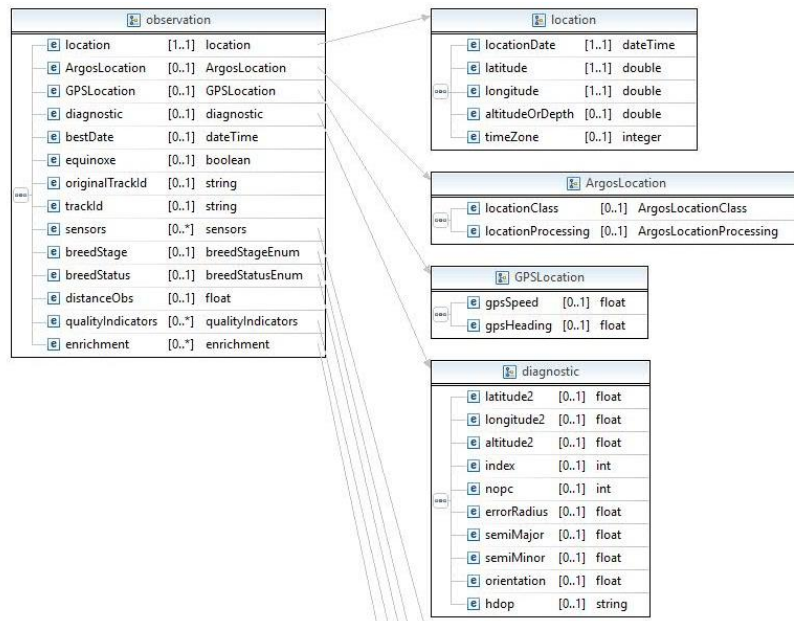 observation
location [1..1] location
ArgosLocation [0..1] ArgosLocation
GPSLocation [0..1] GPSLocation
diagnostic [0..1] diagnostic
bestDate [0..1] dateTime
equinoxe [0..1] boolean
originalTrackId [0..1] string
trackId [0..1] string
sensors [0..*] sensors
breedStage [0..1] breedStageEnum
breedStatus [0..1] breedStatusEnum
distanceObs [0..1] float
qualityIndicators [0..*] qualityIndicators
enrichment [0..*] enrichment
location
locationDate [1..1] dateTime
latitude [1..1] double
longitude [1..1] double
altitudeOrDepth [0..1] double
timeZone [0..1] integer
ArgosLocation
locationClass [0..1] ArgosLocationClass
locationProcessing [0..1] ArgosLocationProcessing
GPSLocation
gpsSpeed [0..1] float
gpsHeading [0..1] float
diagnostic
latitude2 [0..1] float
longitude2 [0..1] float
altitude2 [0..1] float
index [0..1] int
nopc [0..1] int
errorRadius [0..1] float
semiMajor [0..1] float
semiMinor [0..1] float
orientation [0..1] float
hdop [0..1] string